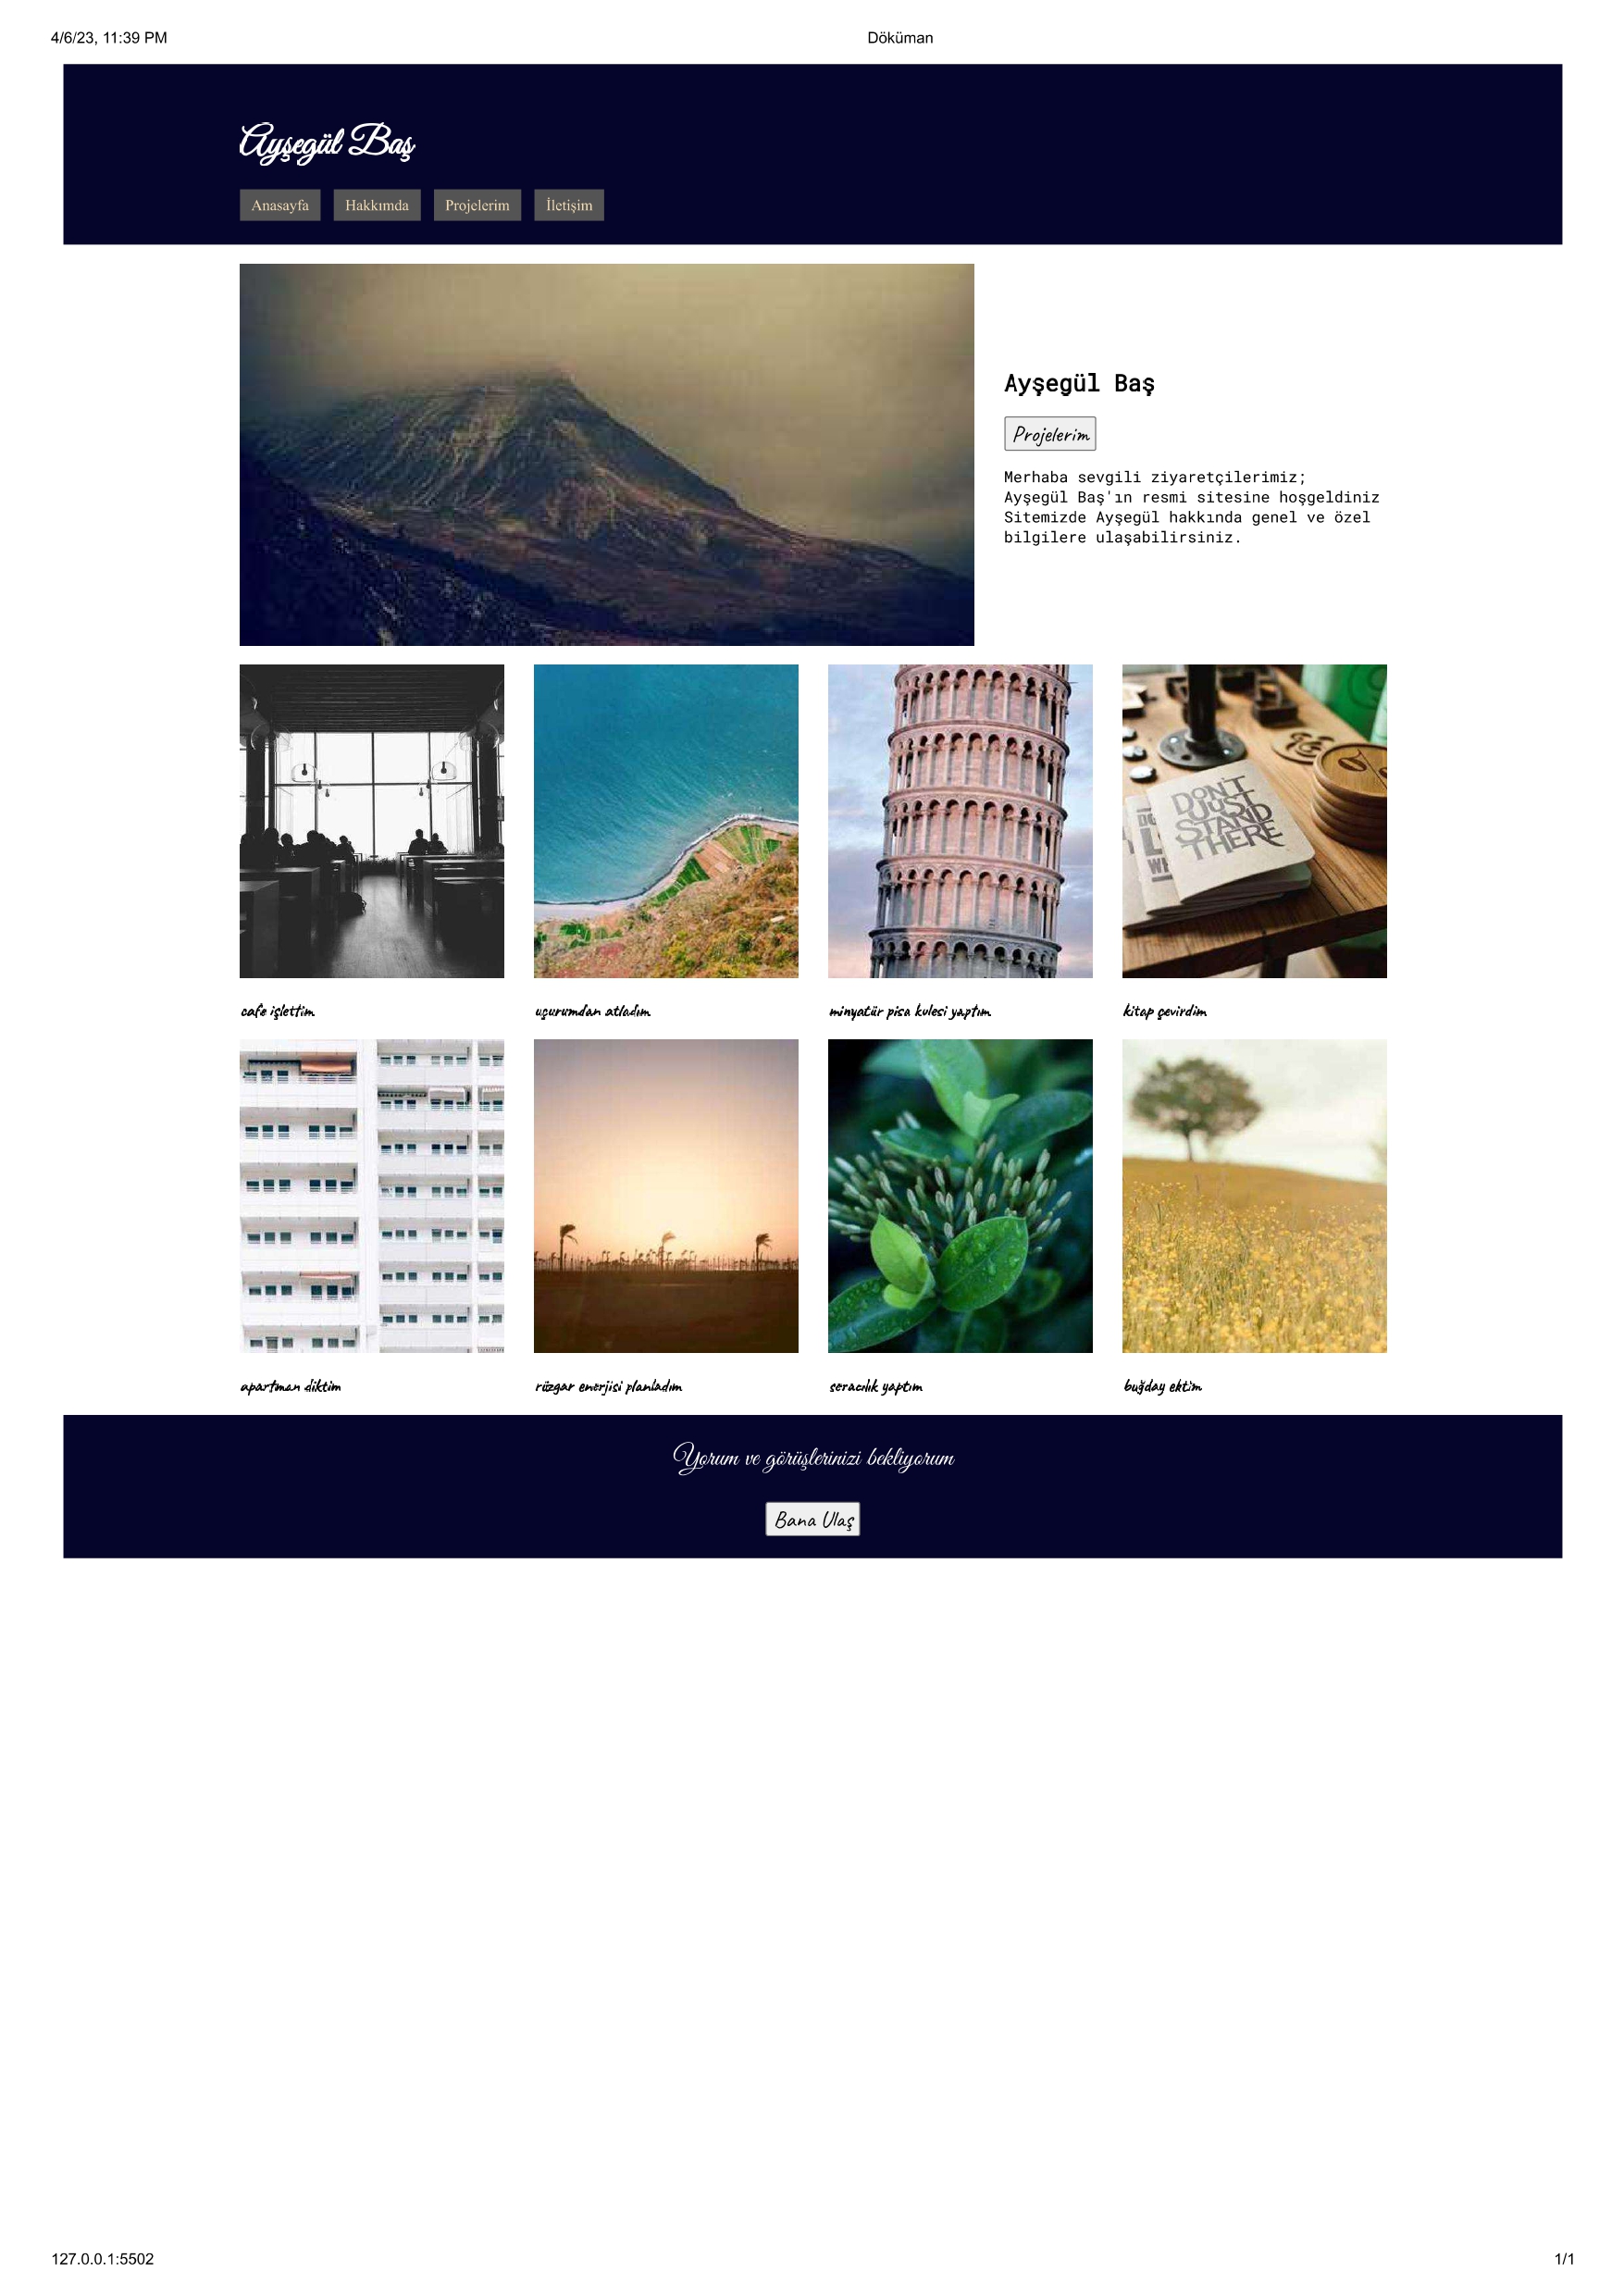 4/6/23, 11:39 PM
Döküman
Ayşegül Baş
Anasayfa
Hakkımda
Projelerim
İletişim
Ayşegül Baş
Projelerim
Merhaba sevgili ziyaretçilerimiz;
Ayşegül Baş'ın resmi sitesine hoşgeldiniz
Sitemizde Ayşegül hakkında genel ve özel
bilgilere ulaşabilirsiniz.
DON'T
JUST
STAND
THERE
cafe işlettim
uçurumdan atladım
minyatür pisa kulesi yaptım
kitap çevirdim
apartman diktim
rüzgar enerjisi planladım
seracılık yaptım
buğday ektim
Yorum ve görüşlerinizi bekliyorum
Bana Ulaş
127.0.0.1:5502
1/1